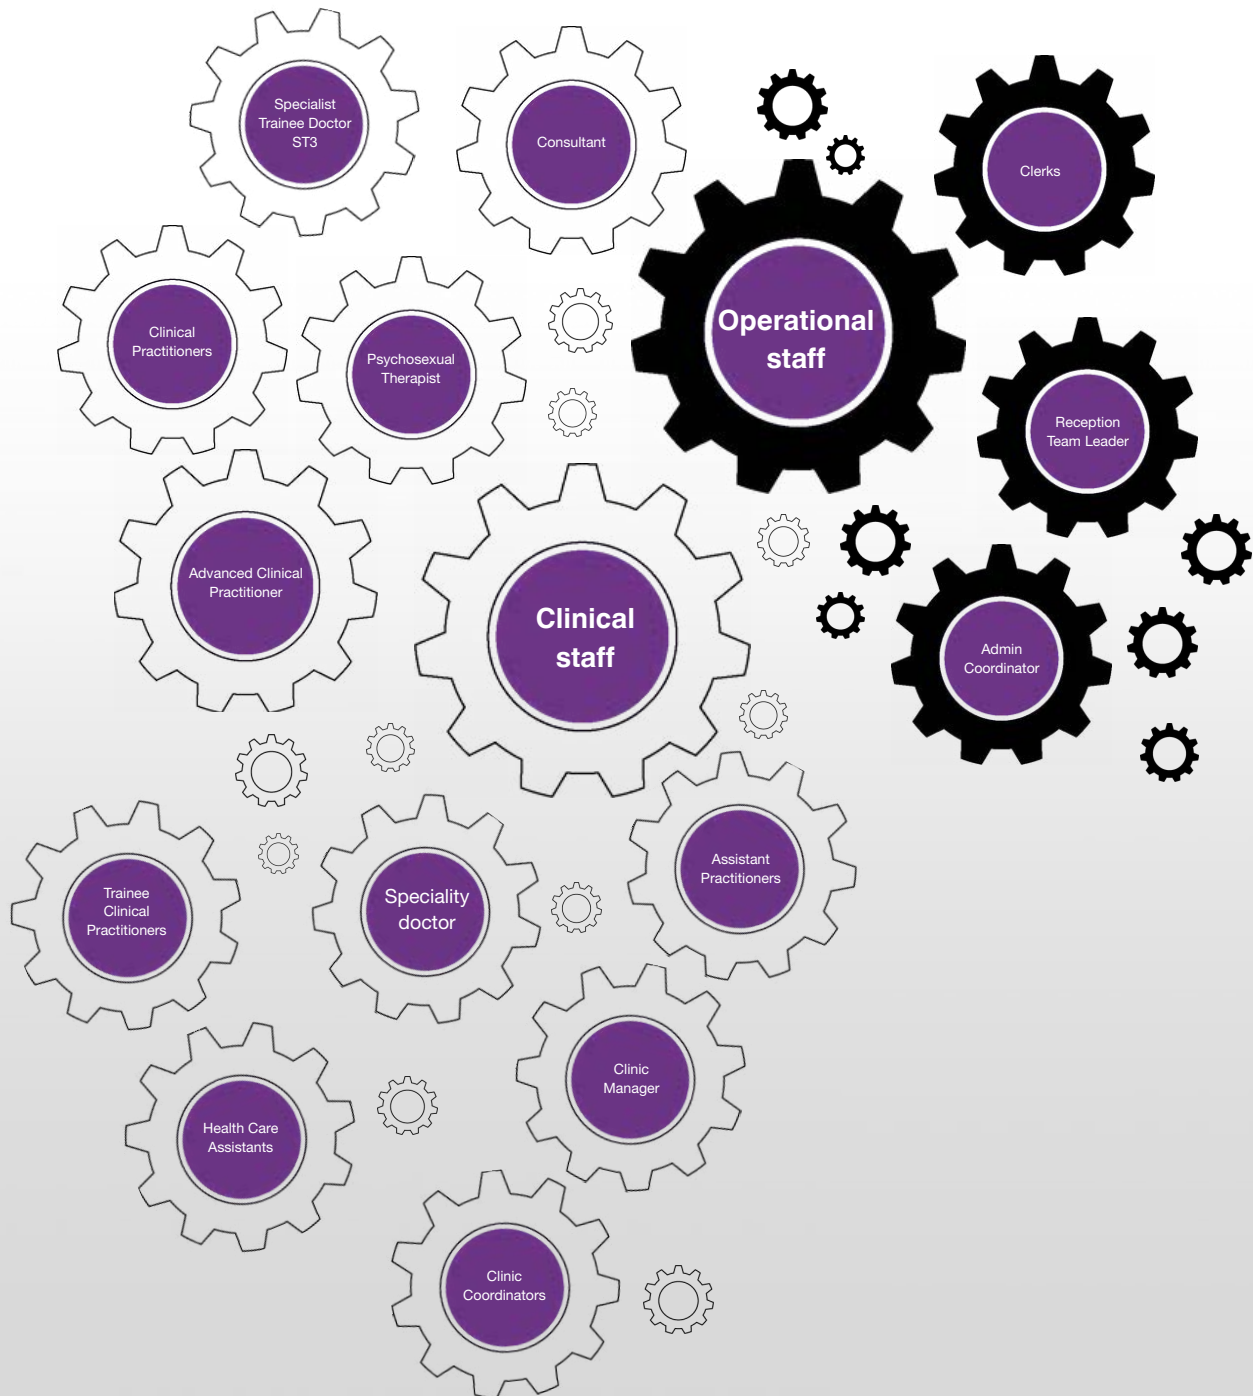 Specialist
Trainee Doctor
ST3
Consultant
Clerks
Clinical
Practitioners
Psychosexual
Therapist
Operational
staff
Reception
Team Leader
Advanced Clinical
Practitioner
Clinical
staff
Admin
Coordinator
Trainee
Clinical
Practitioners
Speciality
doctor
Assistant
Practitioners
Clinic
Manager
Health Care
Assistants
Clinic
Coordinators